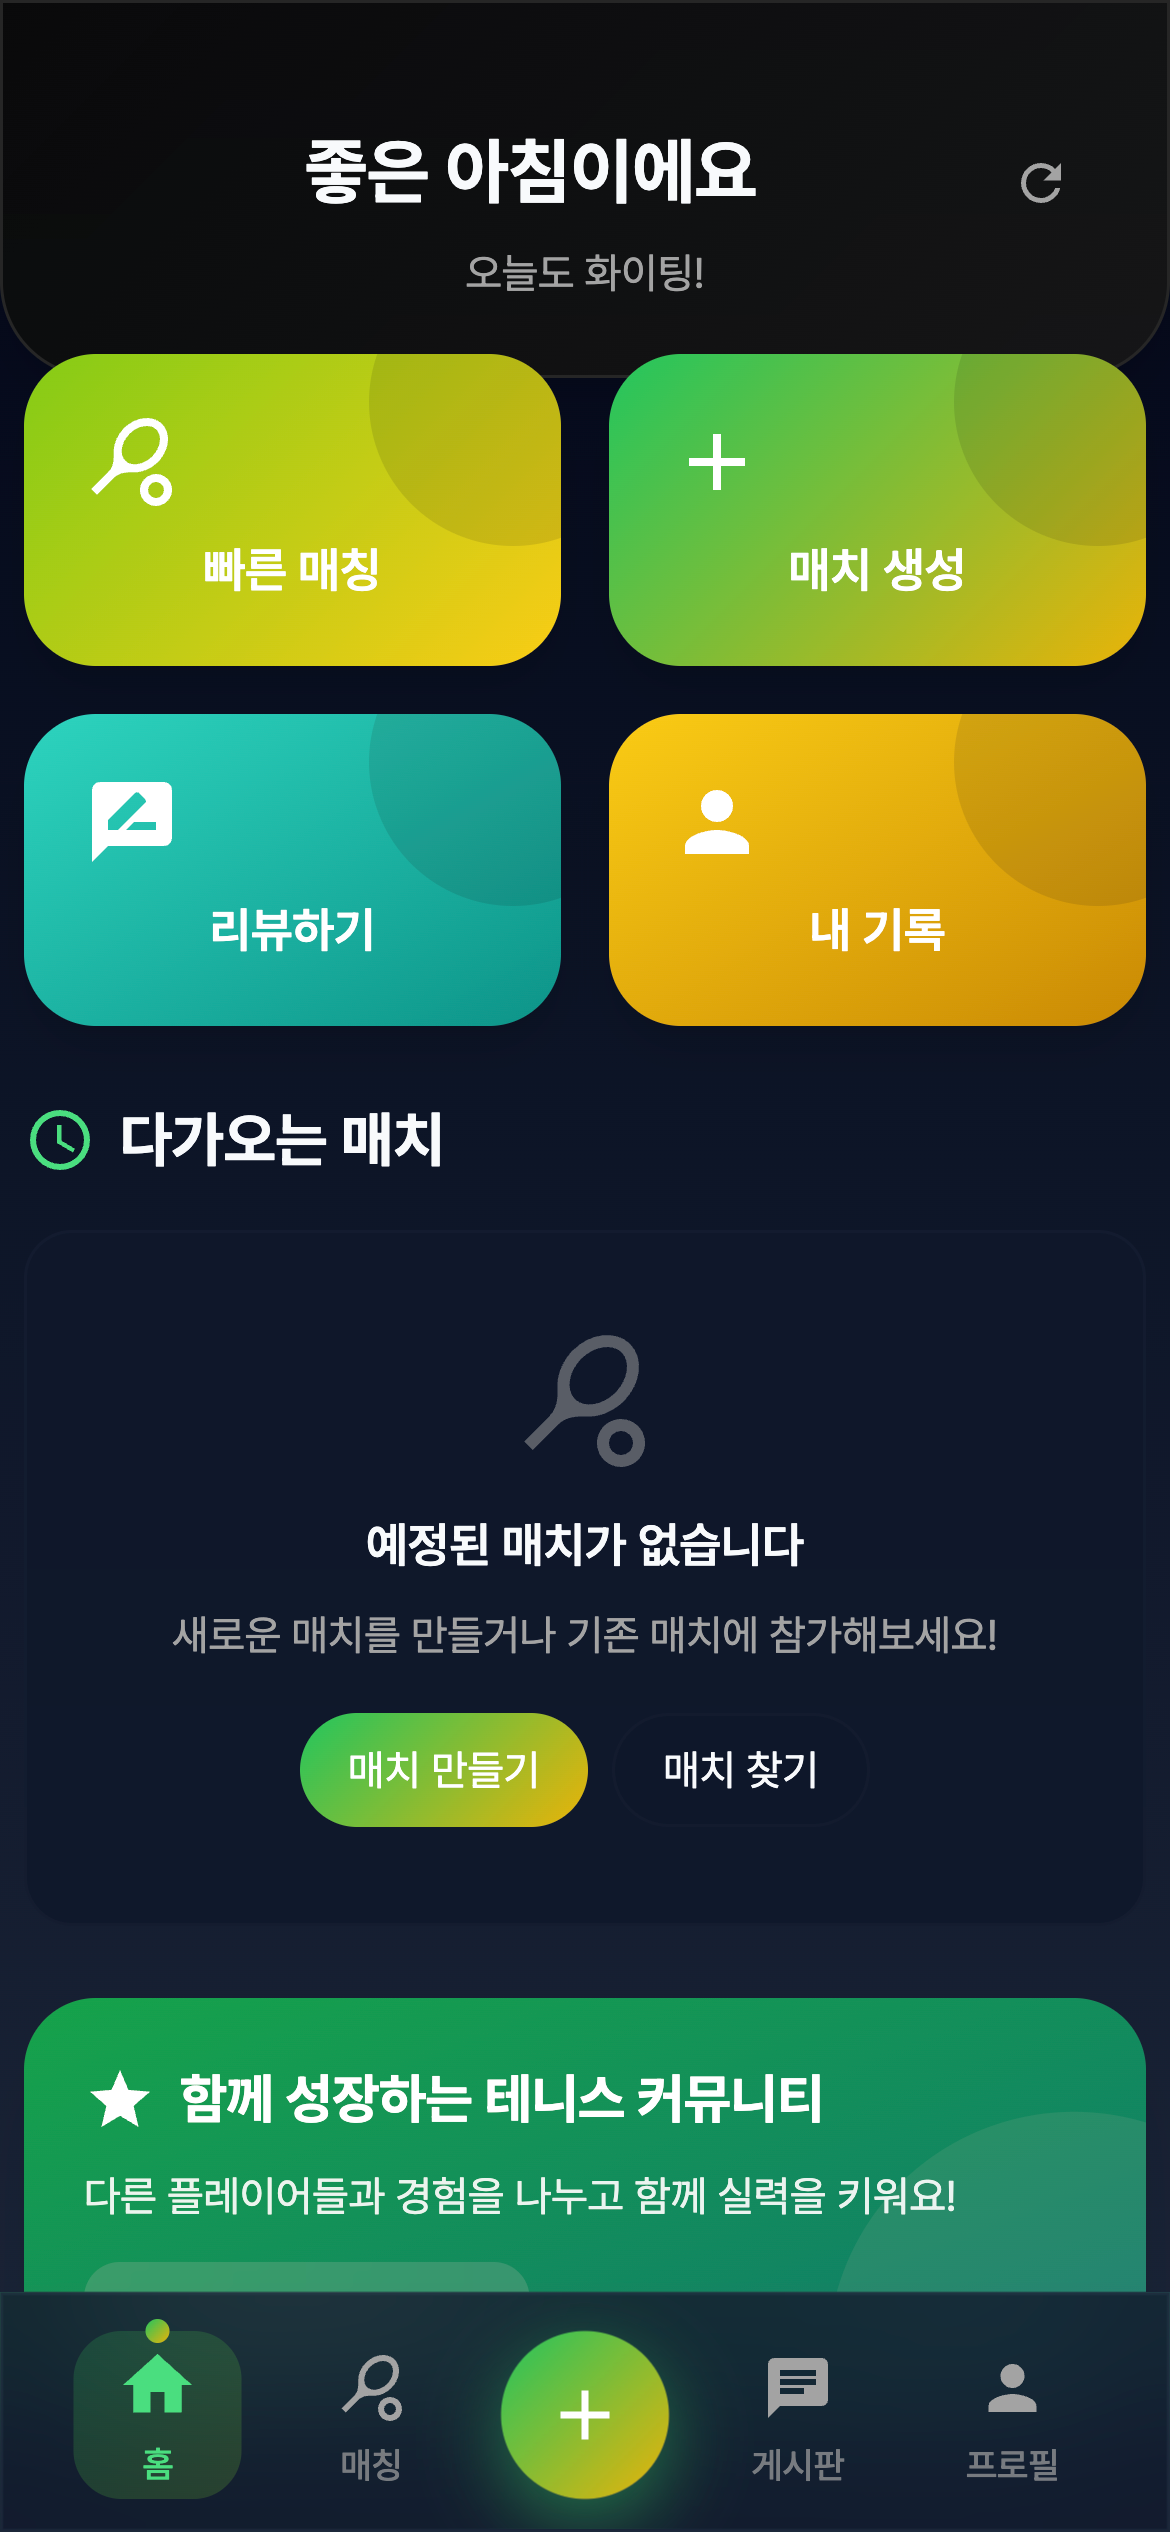 좋은 아침이에요
오늘도 화이팅!
빠른 매칭
매치 생성
리뷰하기
내 기록
다가오는 매치
예정된 매치가 없습니다
새로운 매치를 만들거나 기존 매치에 참가해보세요!
매치 만들기
매치 찾기
함께 성장하는 테니스 커뮤니티
다른 플레이어들과 경험을 나누고 함께 실력을 키워요!
홈
매칭
게시판
프로필